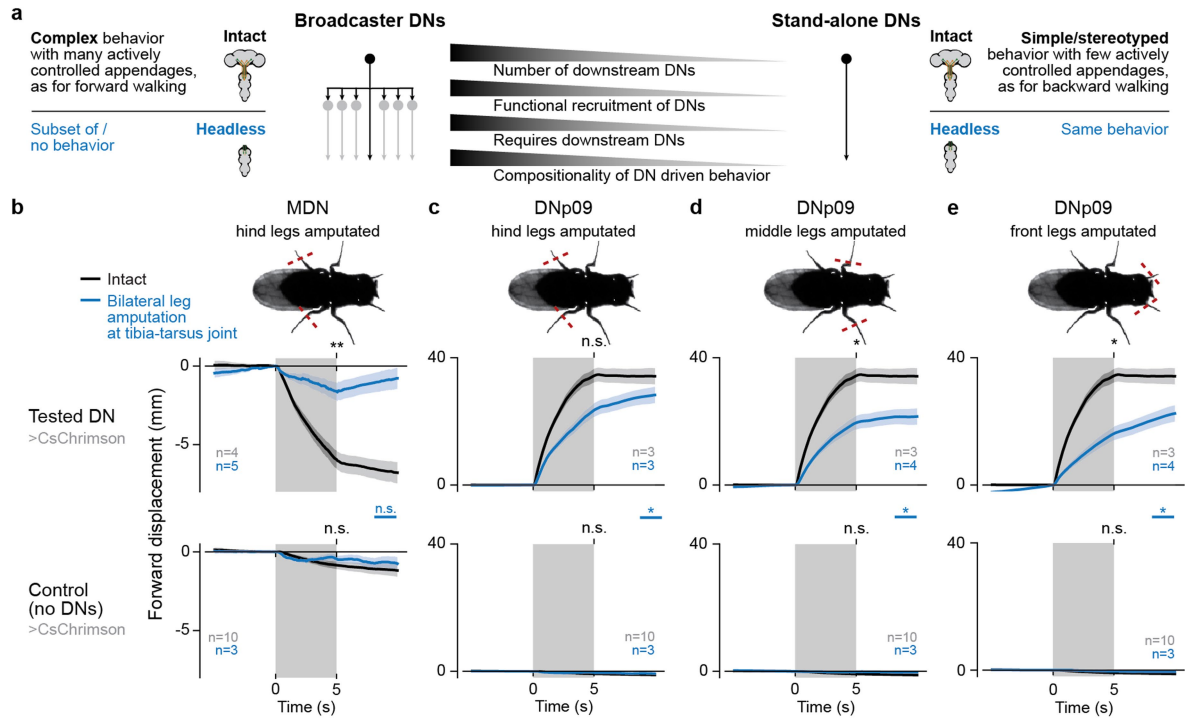 a
Broadcaster DNs
Stand-alone DNs
Complex behavior
with many actively
controlled appendages,
as for forward walking
Intact
Subset of /
no behavior
Headless
Number of downstream DNs
Functional recruitment of DNs
Requires downstream DNs
Compositionality of DN driven behavior
Intact
Simple/stereotyped
behavior with few actively
controlled appendages,
as for backward walking
Headless
Same behavior
b
MDN
hind legs amputated
c
DNp09
hind legs amputated
d
DNp09
middle legs amputated
e
DNp09
front legs amputated
Intact
Bilateral leg
amputation
at tibia-tarsus joint
Tested DN
>CsChrimson
Control
(no DNs)
>CsChrimson
Forward displacement (mm)
**
0
-5
n=4
n=5
n.s.
n.s.
0
-5
n=10
n=3
0 5
Time (s)
n.s.
40
0
n=3
n=3
*
n.s.
40
0
n=10
n=3
0 5
Time (s)
*
40
0
n=3
n=4
*
n.s.
40
0
n=10
n=3
0 5
Time (s)
*
40
0
n=3
n=4
*
n.s.
40
0
n=10
n=3
0 5
Time (s)